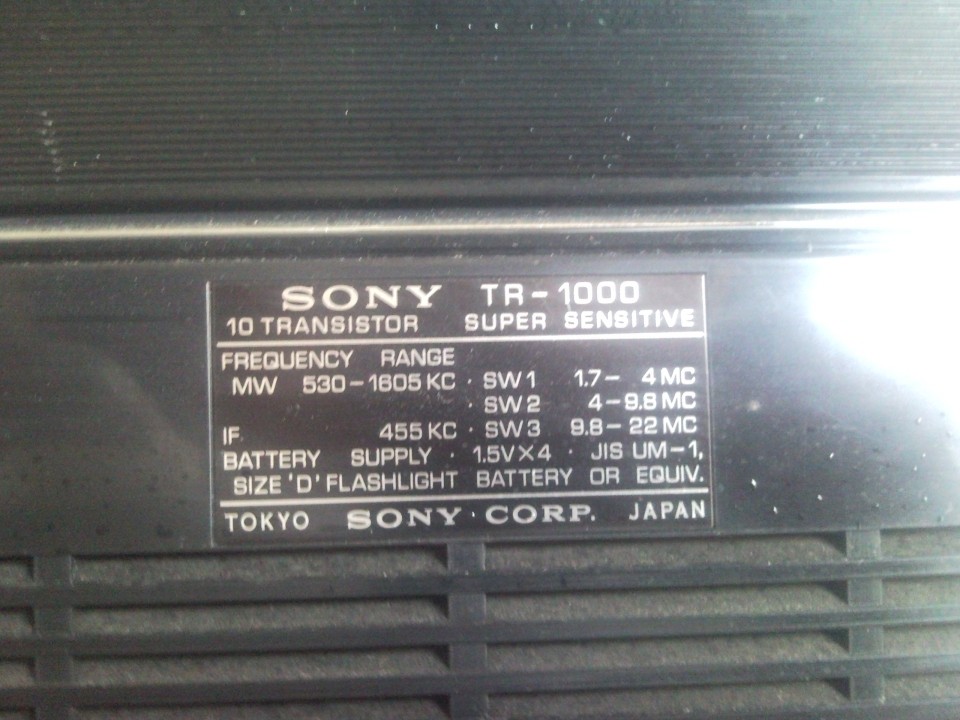 SONY TR-1000
10 TRANSISTOR SUPER SENSITIVE
FREQUENCY RANGE
MW 530-1605 KC · SW1 1.7- 4 MC
· SW2 4-9.8 MC
IF 455 KC · SW3 9.8-22 MC
BATTERY SUPPLY · 1.5V X 4 · JIS UM-1,
SIZE 'D' FLASHLIGHT BATTERY OR EQUIV.
TOKYO SONY · CORP. JAPAN